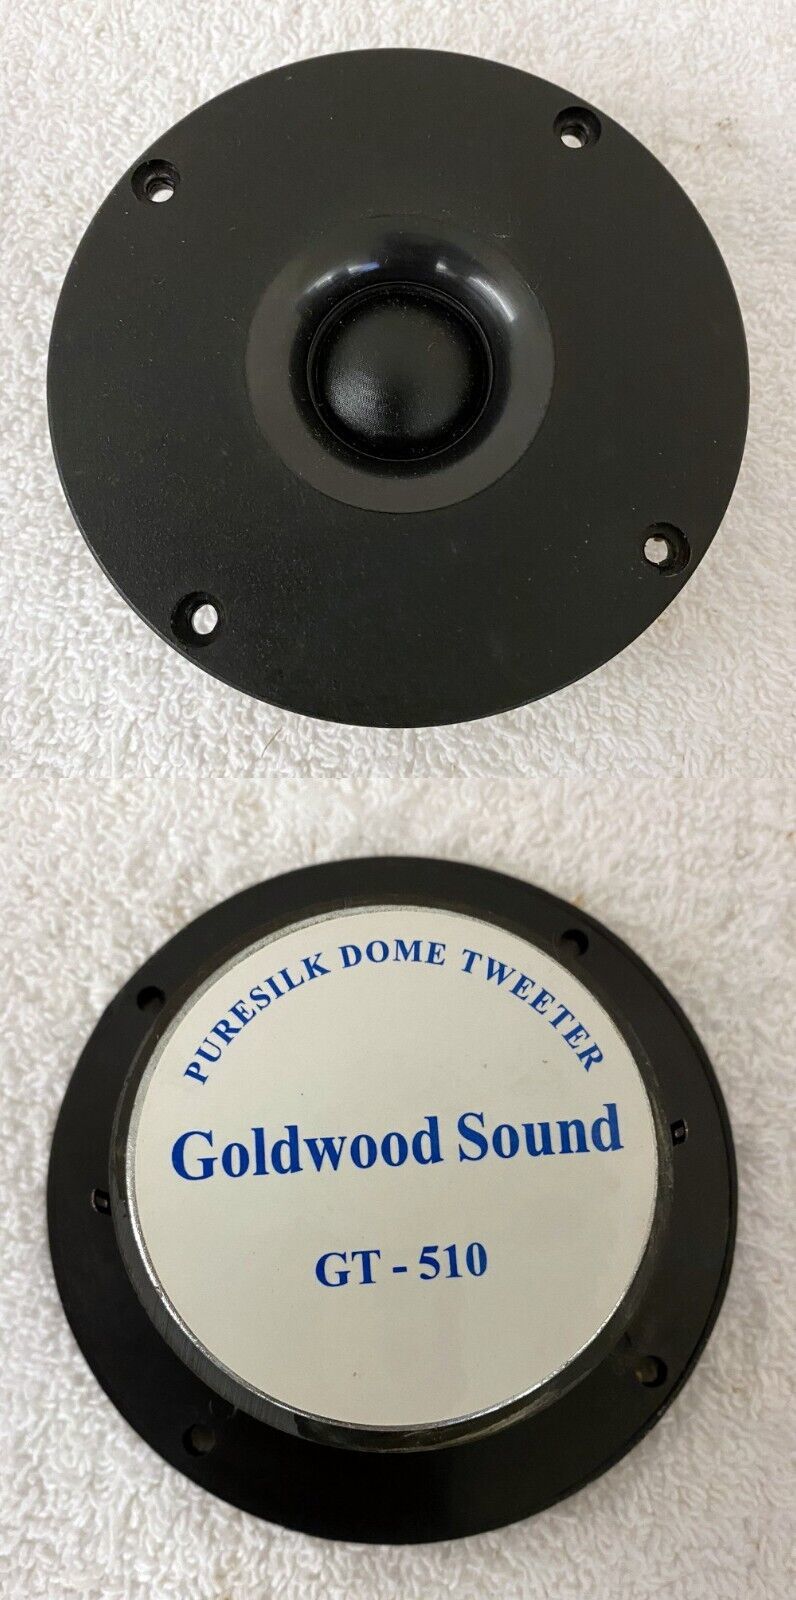 PURESILK DOME TWEETER
Goldwood Sound
GT - 510